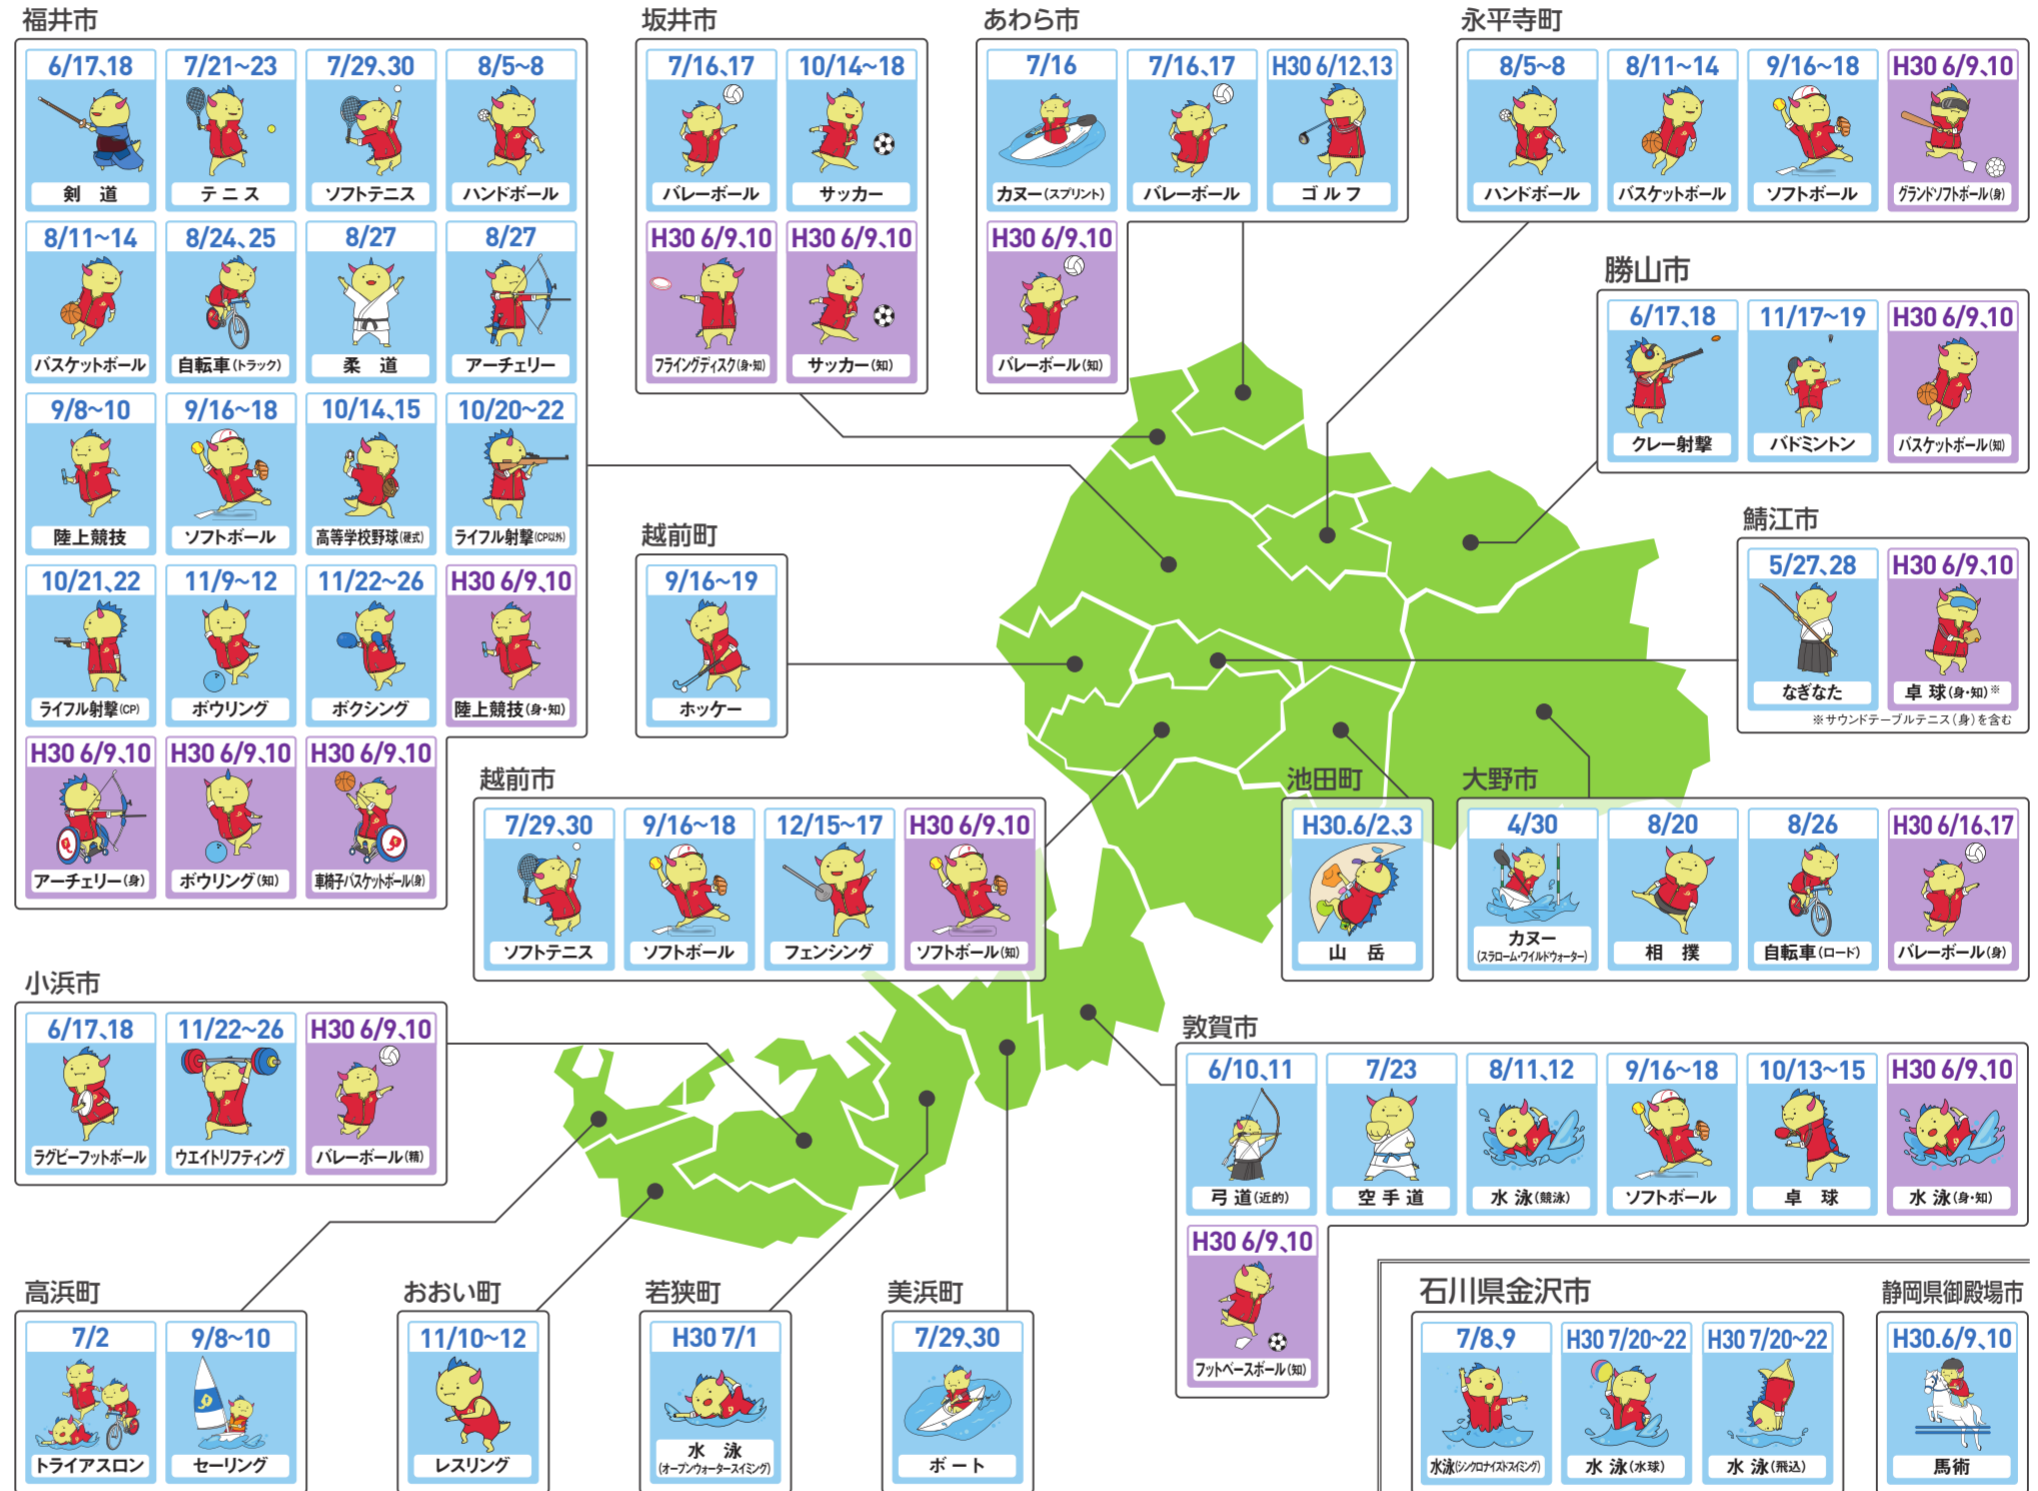 福井市
6/17､18
剣 道
7/21~23
テ ニ ス
7/29､30
ソフトテニス
8/5~8
ハンドボール
8/11~14
バスケットボール
8/24､25
自転車(トラック)
8/27
柔 道
8/27
アーチェリー
9/8~10
陸上競技
9/16~18
ソフトボール
10/14､15
高等学校野球(硬式)
10/20~22
ライフル射撃(CP以外)
10/21､22
ライフル射撃(CP)
11/9~12
ボウリング
11/22~26
ボクシング
H30 6/9､10
陸上競技(身･知)
H30 6/9､10
アーチェリー(身)
H30 6/9､10
ボウリング(知)
H30 6/9､10
車椅子バスケットボール(身)
坂井市
7/16､17
バレーボール
10/14~18
サッカー
H30 6/9､10
フライングディスク(身･知)
H30 6/9､10
サッカー(知)
あわら市
7/16
カヌー(スプリント)
7/16､17
バレーボール
H30 6/12､13
ゴ ル フ
H30 6/9､10
バレーボール(知)
永平寺町
8/5~8
ハンドボール
8/11~14
バスケットボール
9/16~18
ソフトボール
H30 6/9､10
グランドソフトボール(身)
勝山市
6/17､18
クレー射撃
11/17~19
バドミントン
H30 6/9､10
バスケットボール(知)
鯖江市
5/27､28
なぎなた
H30 6/9､10
卓 球(身･知)※
※サウンドテーブルテニス(身)を含む
越前町
9/16~19
ホッケー
越前市
7/29､30
ソフトテニス
9/16~18
ソフトボール
12/15~17
フェンシング
H30 6/9､10
ソフトボール(知)
池田町
H30.6/2､3
山 岳
大野市
4/30
カヌー
(スラローム･ワイルドウォーター)
8/20
相 撲
8/26
自転車(ロード)
H30 6/16､17
バレーボール(身)
小浜市
6/17､18
ラグビーフットボール
11/22~26
ウエイトリフティング
H30 6/9､10
バレーボール(精)
敦賀市
6/10､11
弓 道(近的)
7/23
空 手 道
8/11､12
水 泳(競泳)
9/16~18
ソフトボール
10/13~15
卓 球
H30 6/9､10
水 泳(身･知)
H30 6/9､10
フットベースボール(知)
高浜町
7/2
トライアスロン
9/8~10
セーリング
おおい町
11/10~12
レスリング
若狭町
H30 7/1
水 泳
(オープンウォータースイミング)
美浜町
7/29､30
ボ ー ト
石川県金沢市
7/8､9
水泳(シンクロナイズドスイミング)
H30 7/20~22
水 泳(水球)
H30 7/20~22
水 泳(飛込)
静岡県御殿場市
H30.6/9､10
馬術